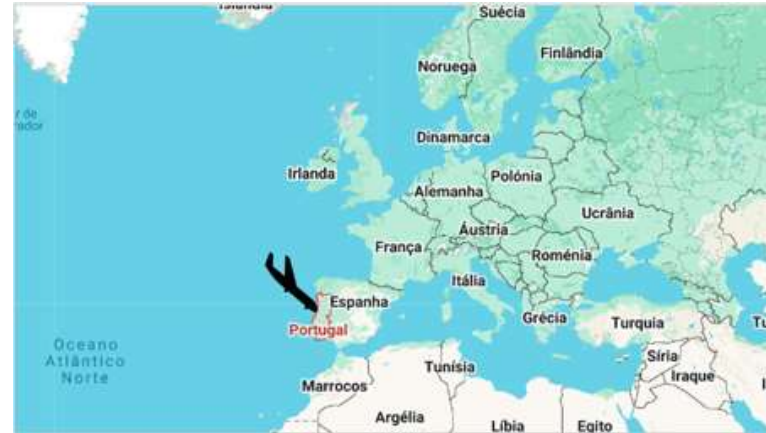 Islândia
Suécia
Finlândia
Noruega
Dinamarca
Irlanda
Polónia
Alemanha
Ucrânia
Áustria
França
Roménia
Itália
Espanha
Portugal
Grécia
Turquia
Oceano
Atlântico
Norte
Síria
Tunísia
Iraque
Marrocos
Argélia
Líbia
Egito